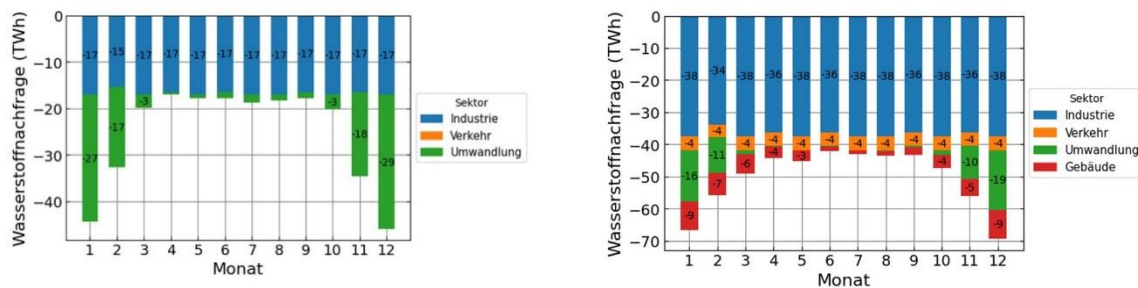 Wasserstoffnachfrage (TWh)
0
−10
−20
−30
−40
-17 -15 -17 -17 -17 -17 -17 -17 -17 -17 -17 -17
-3 -3
-17 -18
-27 -29
1 2 3 4 5 6 7 8 9 10 11 12
Monat
Sektor
Industrie
Verkehr
Umwandlung
Wasserstoffnachfrage (TWh)
0
−10
−20
−30
−40
−50
−60
−70
-38 -34 -38 -36 -38 -36 -38 -38 -36 -38 -36 -38
-4 -4 -4 -4 -4 -4 -4 -4 -4 -4 -4 -4
-16 -11 -10 -19
-9 -7 -6 -4 -3 -4 -5 -9
1 2 3 4 5 6 7 8 9 10 11 12
Monat
Sektor
Industrie
Verkehr
Umwandlung
Gebäude